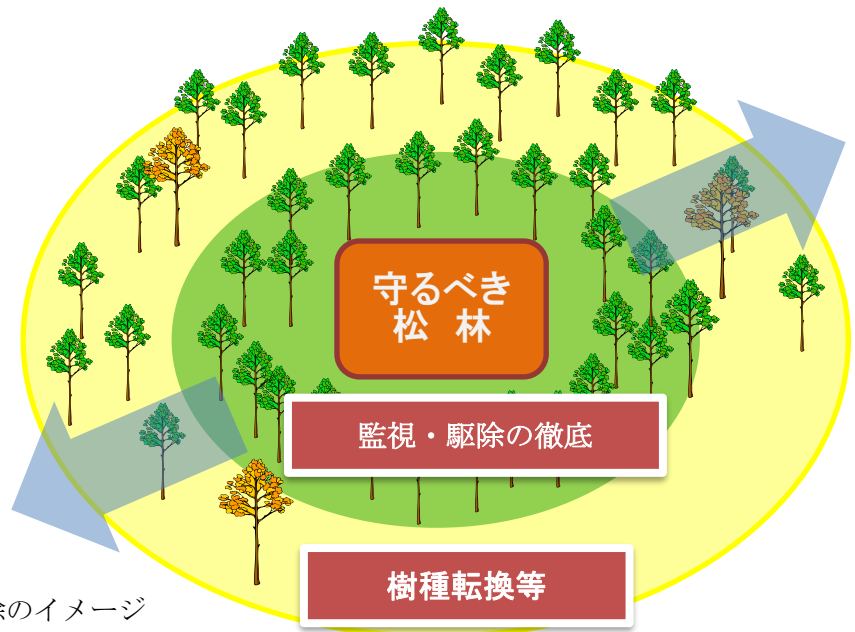 守るべき
松 林
監視・駆除の徹底
樹種転換等
のイメージ